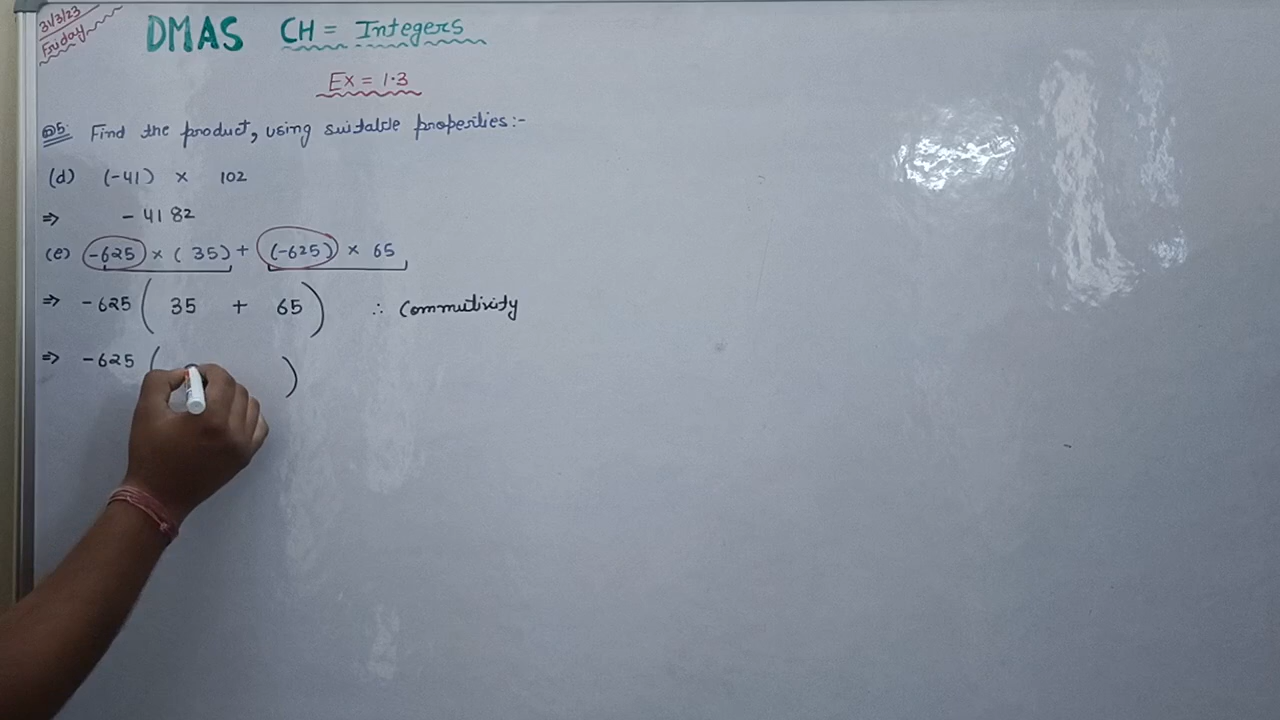 31/3/23
Friday
DMAS CH = Integers
Ex = 1.3
Q5. Find the product, using suitable properties:-
(d) (-41) × 102
⇒ - 4182
(e) -625 × ( 35) + (-625) × 65
⇒ -625 ( 35 + 65 ) ∴ Commutivity
⇒ -625 ( )